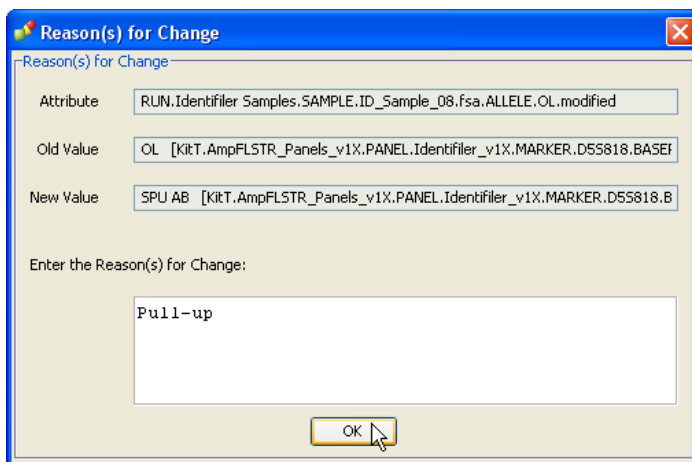 Reason(s) for Change
Reason(s) for Change
Attribute RUN.Identifiler Samples.SAMPLE.ID_Sample_08.fsa.ALLELE.OL.modified
Old Value OL [KitT.AmpFLSTR_Panels_v1X.PANEL.Identifiler_v1X.MARKER.D5S818.BASEF
New Value SPU AB [KitT.AmpFLSTR_Panels_v1X.PANEL.Identifiler_v1X.MARKER.D5S818.B
Enter the Reason(s) for Change:
Pull-up
OK